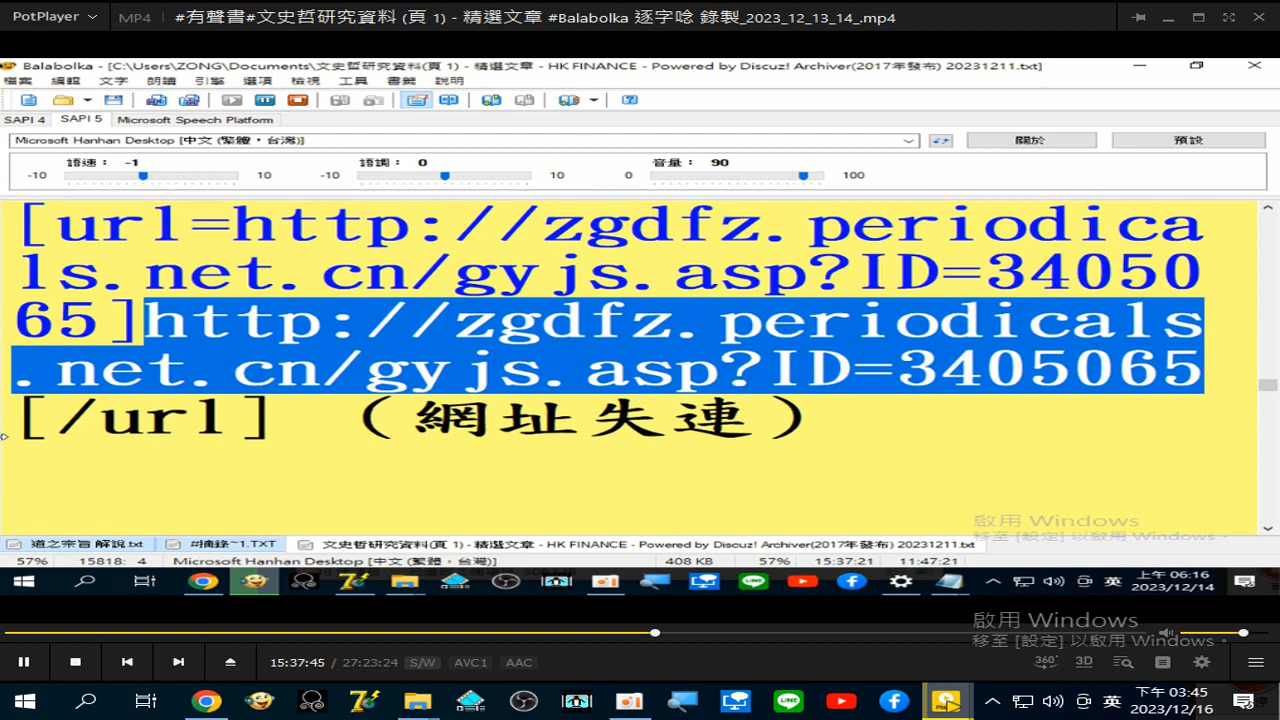 PotPlayer MP4 #有聲書#文史哲研究資料 (頁 1) - 精選文章 #Balabolka 逐字唸 錄製_2023_12_13_14_.mp4
Balabolka - [C:\Users\ZONG\Documents\文史哲研究資料(頁 1) - 精選文章 - HK FINANCE - Powered by Discuz! Archiver(2017年發布) 20231211.txt]
檔案 編輯 文字 朗讀 引擎 選項 檢視 工具 書籤 說明
SAPI 4 SAPI 5 Microsoft Speech Platform
Microsoft Hanhan Desktop [中文 (繁體，台灣)] 關於 預設
語速： -1 語調： 0 音量： 90
-10 10 -10 10 0 100
[url=http://zgdfz.periodica
ls.net.cn/gyjs.asp?ID=34050
65]http://zgdfz.periodicals
.net.cn/gyjs.asp?ID=3405065
[/url] （網址失連）
啟用 Windows
道之宗旨 解說.txt #摘錄~1.TXT 文史哲研究資料(頁 1) - 精選文章 - HK FINANCE - Powered by Discuz! Archiver(2017年發布) 20231211.txt
57% 15818: 4 Microsoft Hanhan Desktop [中文 (繁體，台灣)] 408 KB 57% 15:37:21 11:47:21
英 上午 06:16
2023/12/14
啟用 Windows
移至 [設定] 以啟用 Windows。
15:37:45 / 27:23:24 S/W AVC1 AAC 360° 3D
英 下午 03:45
2023/12/16